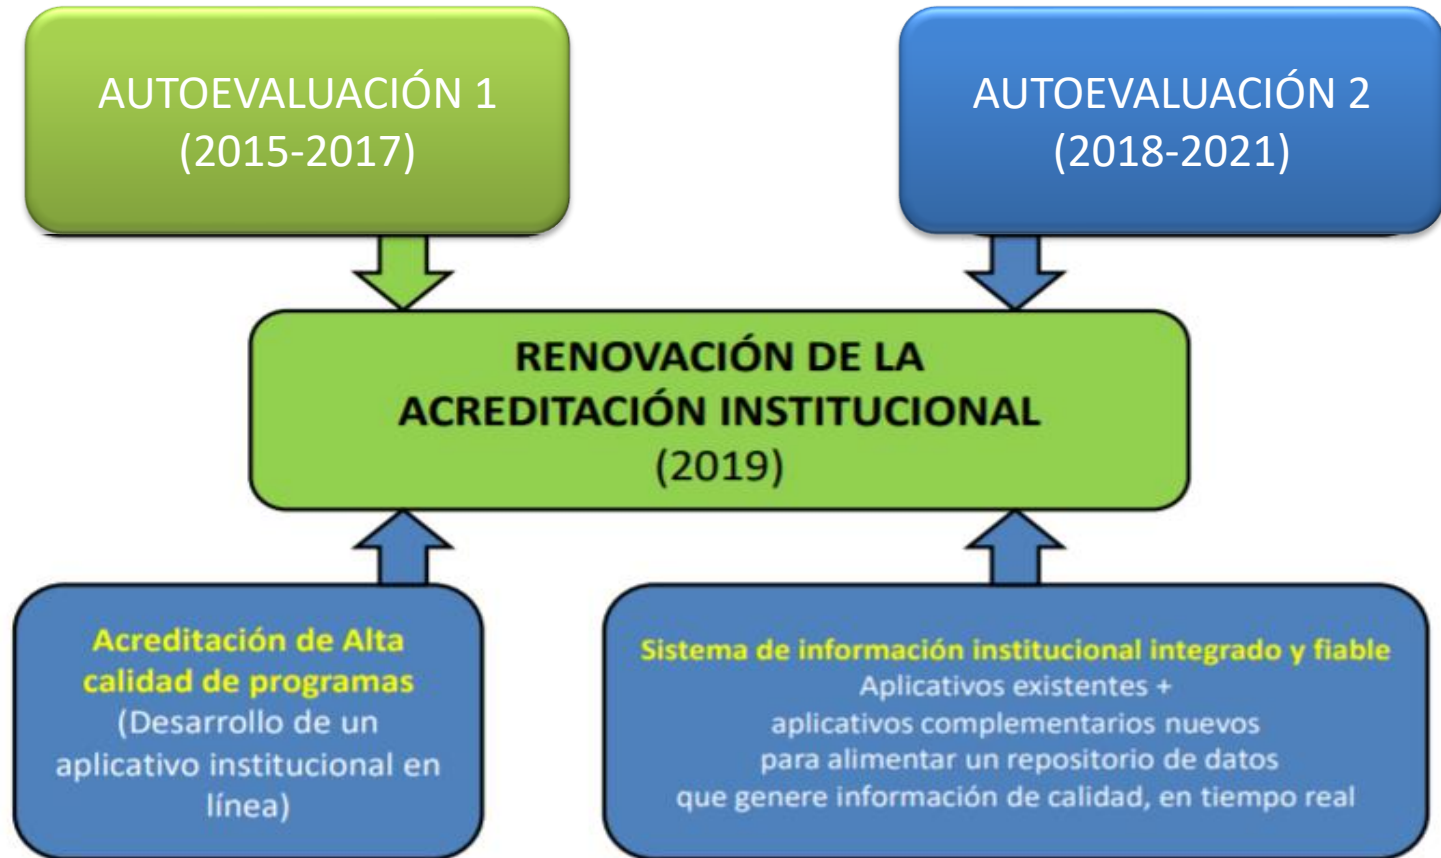 AUTOEVALUACIÓN 1
(2015-2017)
AUTOEVALUACIÓN 2
(2018-2021)
RENOVACIÓN DE LA
ACREDITACIÓN INSTITUCIONAL
(2019)
Acreditación de Alta
calidad de programas
(Desarrollo de un
aplicativo institucional en
línea)
Sistema de información institucional integrado y fiable
Aplicativos existentes +
aplicativos complementarios nuevos
para alimentar un repositorio de datos
que genere información de calidad, en tiempo real